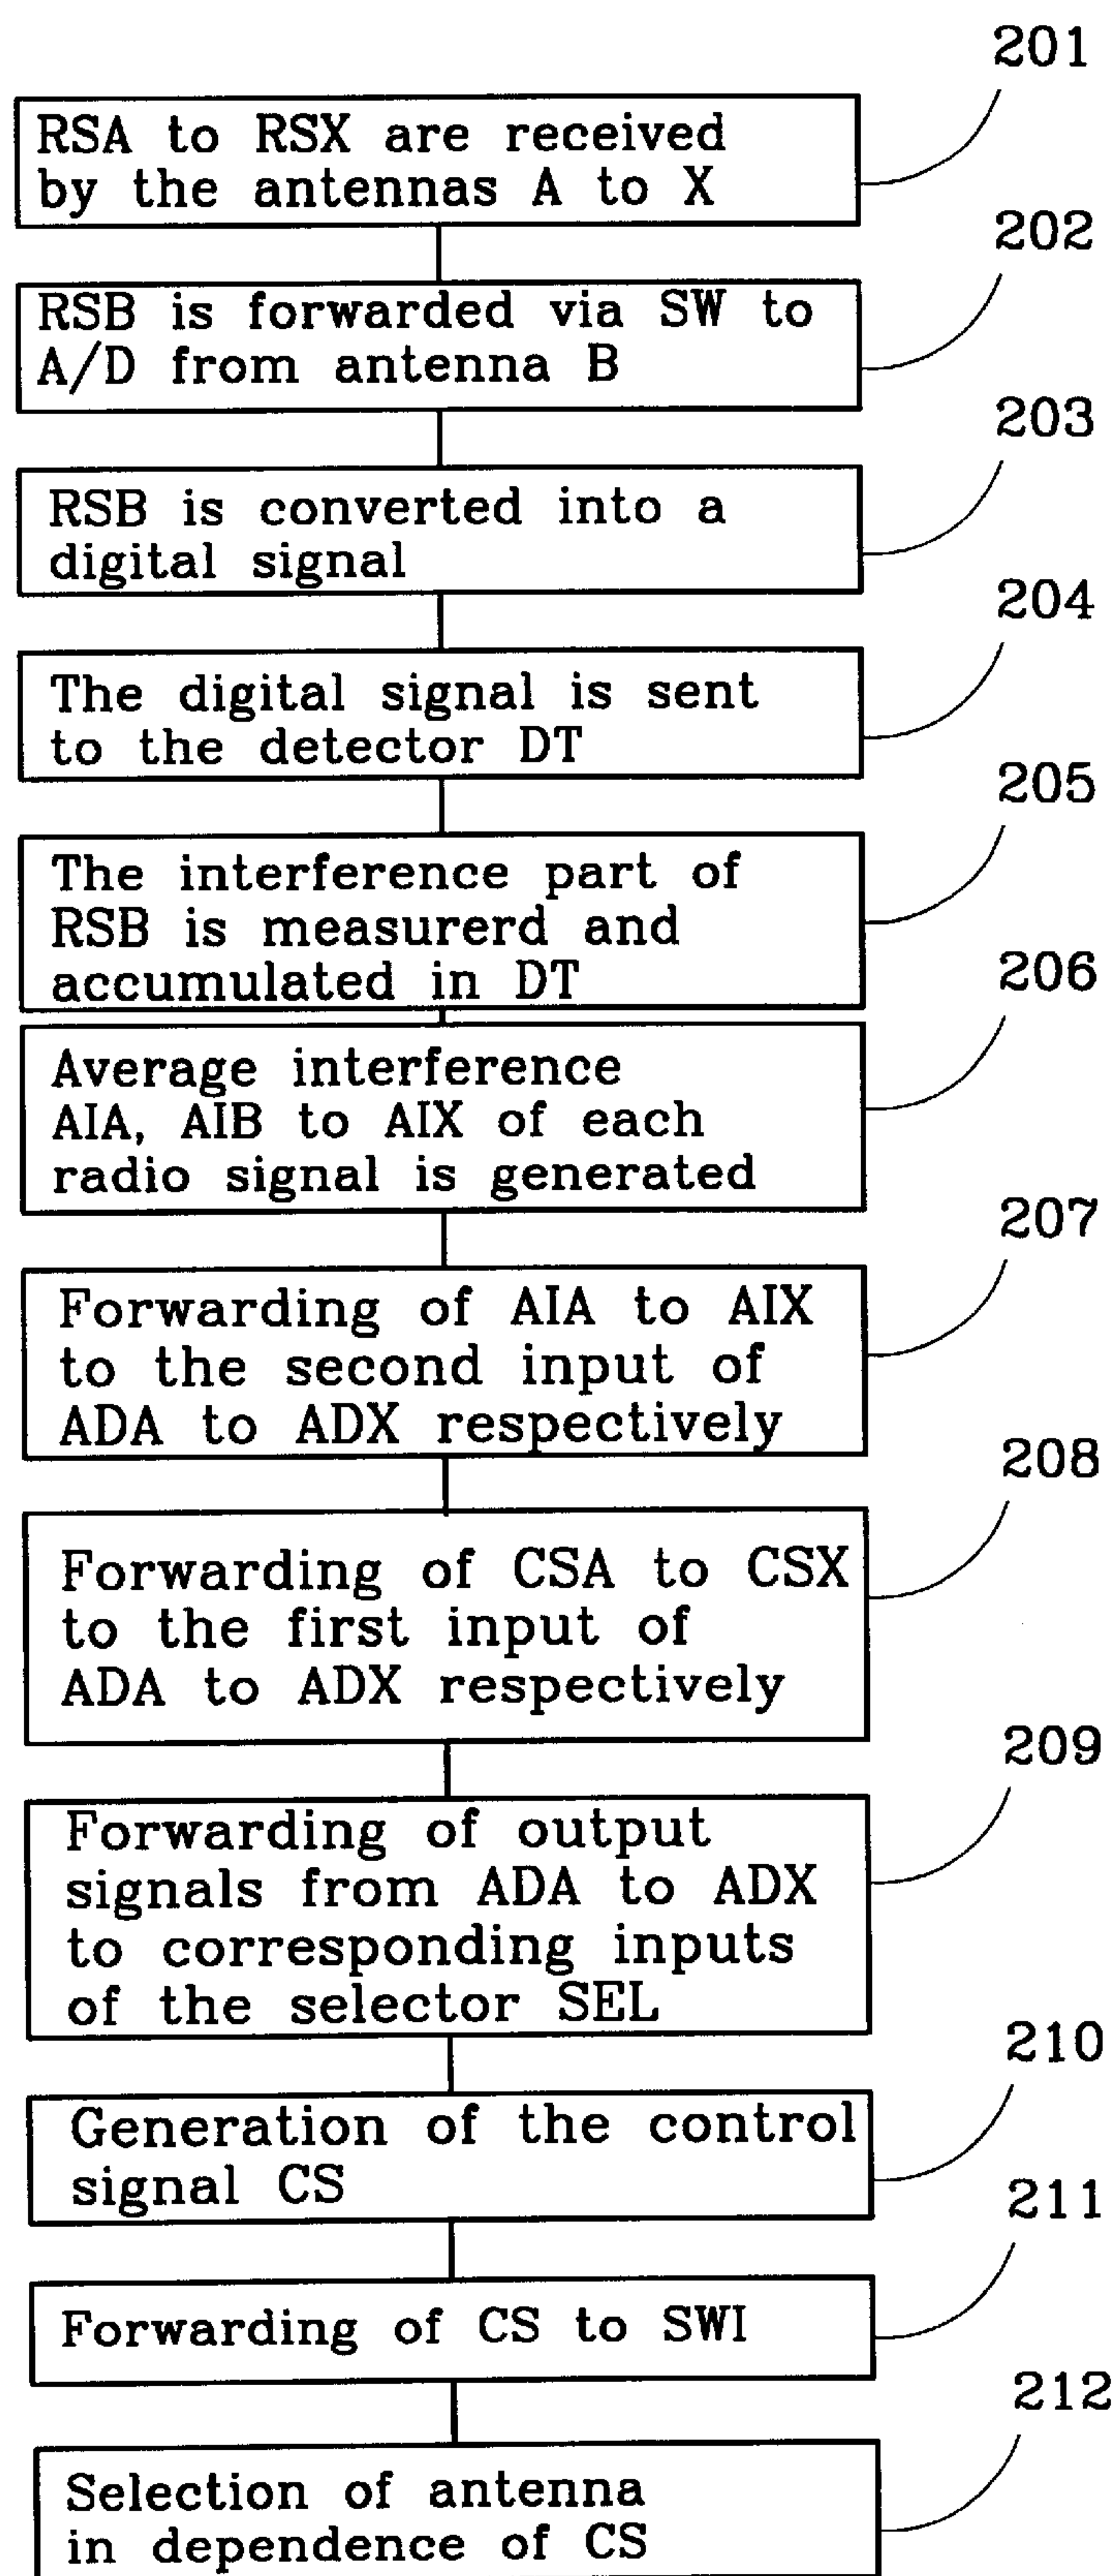 201
RSA to RSX are received
by the antennas A to X
202
RSB is forwarded via SW to
A/D from antenna B
203
RSB is converted into a
digital signal
204
The digital signal is sent
to the detector DT
205
The interference part of
RSB is measurerd and
accumulated in DT
206
Average interference
AIA, AIB to AIX of each
radio signal is generated
207
Forwarding of AIA to AIX
to the second input of
ADA to ADX respectively
208
Forwarding of CSA to CSX
to the first input of
ADA to ADX respectively
209
Forwarding of output
signals from ADA to ADX
to corresponding inputs
of the selector SEL
210
Generation of the control
signal CS
211
Forwarding of CS to SWI
212
Selection of antenna
in dependence of CS